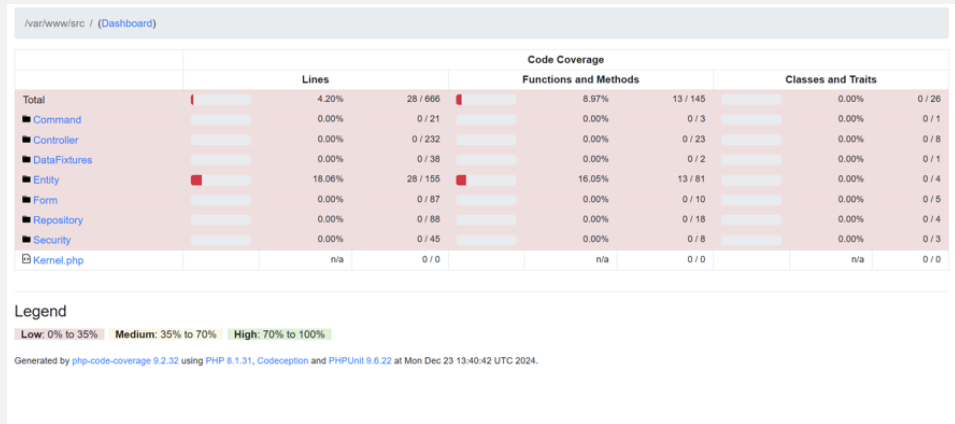 /var/www/src / (Dashboard)
Code Coverage
Lines Functions and Methods Classes and Traits
Total 4.20% 28 / 666 8.97% 13 / 145 0.00% 0 / 26
Command 0.00% 0 / 21 0.00% 0 / 3 0.00% 0 / 1
Controller 0.00% 0 / 232 0.00% 0 / 23 0.00% 0 / 8
DataFixtures 0.00% 0 / 38 0.00% 0 / 2 0.00% 0 / 1
Entity 18.06% 28 / 155 16.05% 13 / 81 0.00% 0 / 4
Form 0.00% 0 / 87 0.00% 0 / 10 0.00% 0 / 5
Repository 0.00% 0 / 88 0.00% 0 / 18 0.00% 0 / 4
Security 0.00% 0 / 45 0.00% 0 / 8 0.00% 0 / 3
Kernel.php n/a 0 / 0 n/a 0 / 0 n/a 0 / 0
Legend
Low: 0% to 35% Medium: 35% to 70% High: 70% to 100%
Generated by php-code-coverage 9.2.32 using PHP 8.1.31, Codeception and PHPUnit 9.6.22 at Mon Dec 23 13:40:42 UTC 2024.